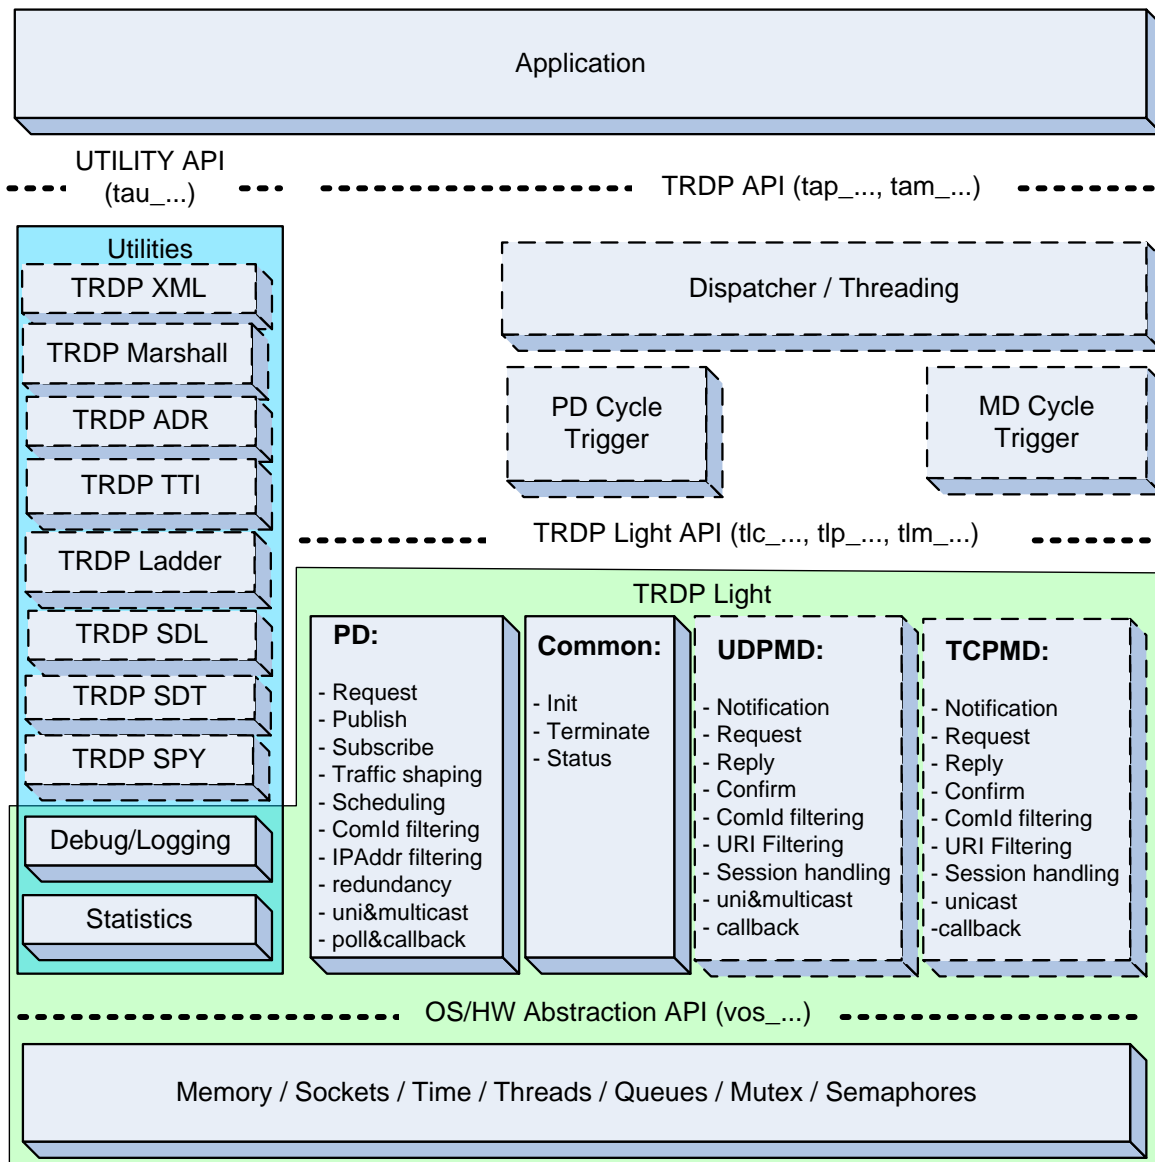 Application
UTILITY API
(tau_...)
TRDP API (tap_..., tam_...)
Utilities
TRDP XML
TRDP Marshall
TRDP ADR
TRDP TTI
TRDP Ladder
TRDP SDL
TRDP SDT
TRDP SPY
Debug/Logging
Statistics
Dispatcher / Threading
PD Cycle
Trigger
MD Cycle
Trigger
TRDP Light API (tlc_..., tlp_..., tlm_...)
TRDP Light
PD:
- Request
- Publish
- Subscribe
- Traffic shaping
- Scheduling
- ComId filtering
- IPAddr filtering
- redundancy
- uni&multicast
- poll&callback
Common:
- Init
- Terminate
- Status
UDPMD:
- Notification
- Request
- Reply
- Confirm
- ComId filtering
- URI Filtering
- Session handling
- uni&multicast
- callback
TCPMD:
- Notification
- Request
- Reply
- Confirm
- ComId filtering
- URI Filtering
- Session handling
- unicast
-callback
OS/HW Abstraction API (vos_...)
Memory / Sockets / Time / Threads / Queues / Mutex / Semaphores